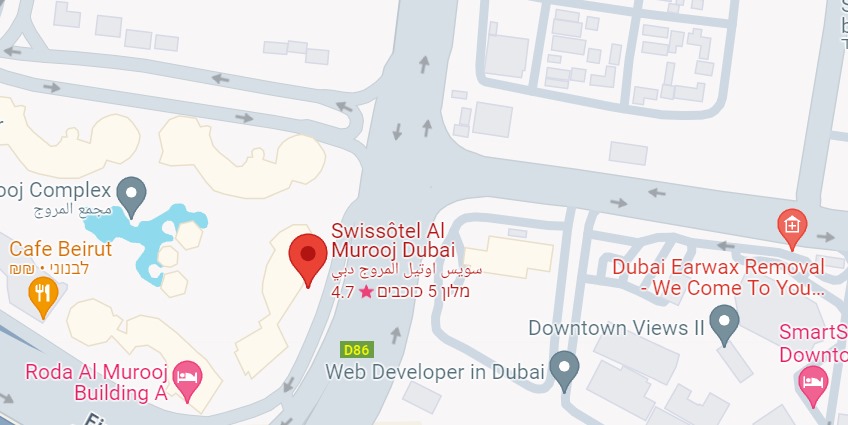 ooj Complex
مجمع المروج
Cafe Beirut
לבנוני • ₪₪
Swissôtel Al
Murooj Dubai
سويس اوتيل المروج دبي
מלון 5 כוכבים ★ 4.7
Dubai Earwax Removal
- We Come To You...
Downtown Views II
SmartS
Downto
D86
Web Developer in Dubai
Roda Al Murooj
Building A